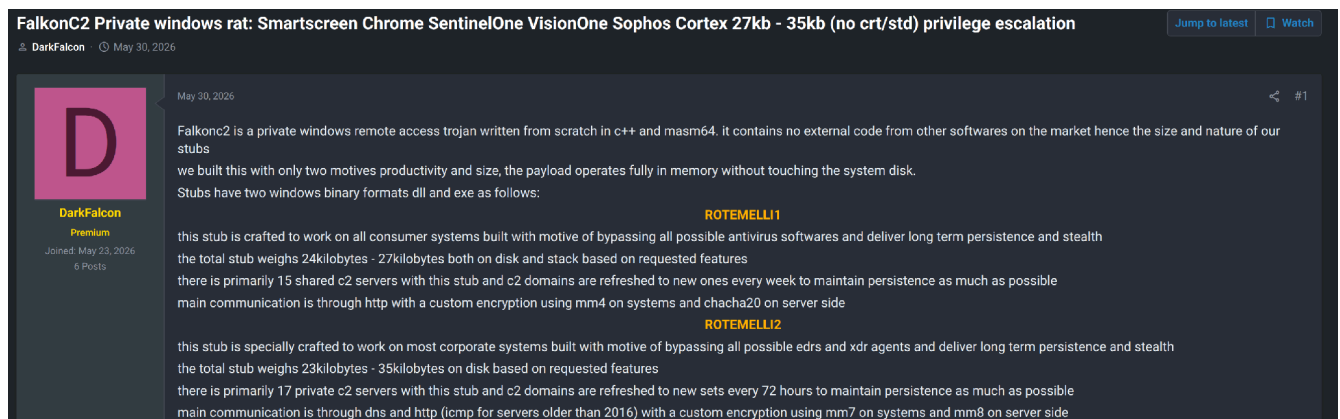 FalkonC2 Private windows rat: Smartscreen Chrome SentinelOne VisionOne Sophos Cortex 27kb - 35kb (no crt/std) privilege escalation
Jump to latest
Watch
DarkFalcon · May 30, 2026
D
DarkFalcon
Premium
Joined: May 23, 2026
6 Posts
May 30, 2026
#1
Falkonc2 is a private windows remote access trojan written from scratch in c++ and masm64. it contains no external code from other softwares on the market hence the size and nature of our
stubs
we built this with only two motives productivity and size, the payload operates fully in memory without touching the system disk.
Stubs have two windows binary formats dll and exe as follows:
ROTEMELLI1
this stub is crafted to work on all consumer systems built with motive of bypassing all possible antivirus softwares and deliver long term persistence and stealth
the total stub weighs 24kilobytes - 27kilobytes both on disk and stack based on requested features
there is primarily 15 shared c2 servers with this stub and c2 domains are refreshed to new ones every week to maintain persistence as much as possible
main communication is through http with a custom encryption using mm4 on systems and chacha20 on server side
ROTEMELLI2
this stub is specially crafted to work on most corporate systems built with motive of bypassing all possible edrs and xdr agents and deliver long term persistence and stealth
the total stub weighs 23kilobytes - 35kilobytes on disk based on requested features
there is primarily 17 private c2 servers with this stub and c2 domains are refreshed to new sets every 72 hours to maintain persistence as much as possible
main communication is through dns and http (icmp for servers older than 2016) with a custom encryption using mm7 on systems and mm8 on server side